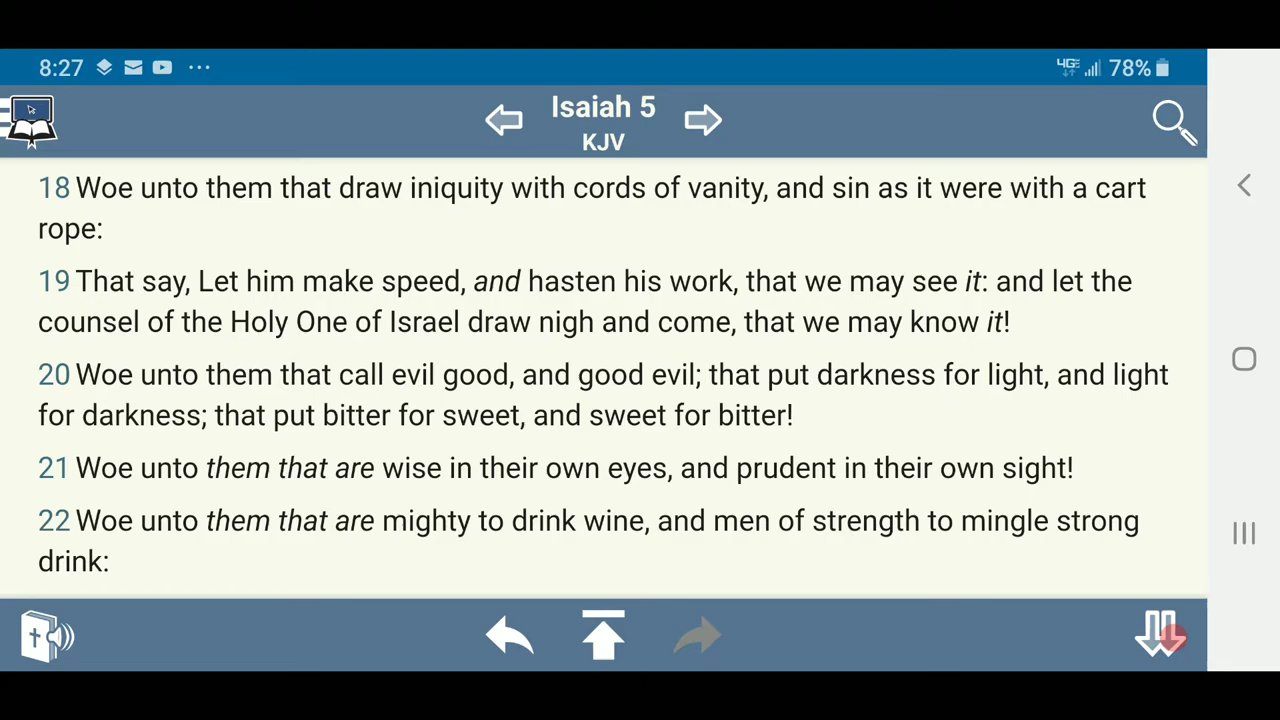 8:27 ... 4GE 78%
Isaiah 5
KJV
18 Woe unto them that draw iniquity with cords of vanity, and sin as it were with a cart
rope:
19 That say, Let him make speed, and hasten his work, that we may see it: and let the
counsel of the Holy One of Israel draw nigh and come, that we may know it!
20 Woe unto them that call evil good, and good evil; that put darkness for light, and light
for darkness; that put bitter for sweet, and sweet for bitter!
21 Woe unto them that are wise in their own eyes, and prudent in their own sight!
22 Woe unto them that are mighty to drink wine, and men of strength to mingle strong
drink: